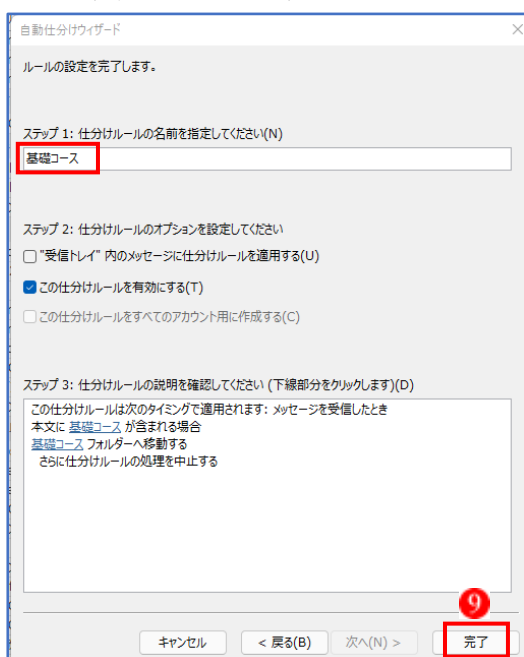 自動仕分けウィザード
ルールの設定を完了します。
ステップ 1: 仕分けルールの名前を指定してください(N)
基礎コース
ステップ 2: 仕分けルールのオプションを設定してください
"受信トレイ" 内のメッセージに仕分けルールを適用する(U)
この仕分けルールを有効にする(T)
この仕分けルールをすべてのアカウント用に作成する(C)
ステップ 3: 仕分けルールの説明を確認してください (下線部分をクリックします)(D)
この仕分けルールは次のタイミングで適用されます: メッセージを受信したとき
本文に 基礎コース が含まれる場合
基礎コース フォルダーへ移動する
さらに仕分けルールの処理を中止する
9
キャンセル < 戻る(B) 次へ(N) > 完了